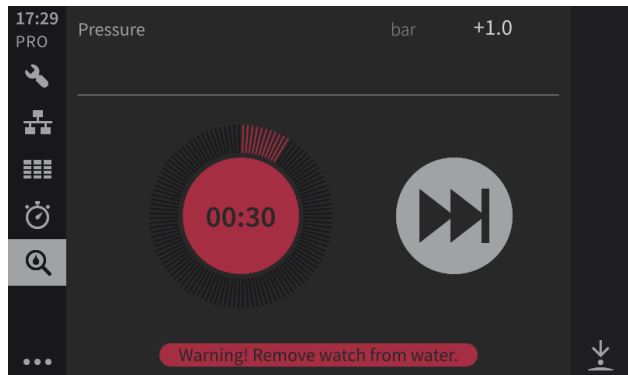 17:29
PRO
Pressure bar +1.0
00:30
Warning! Remove watch from water.